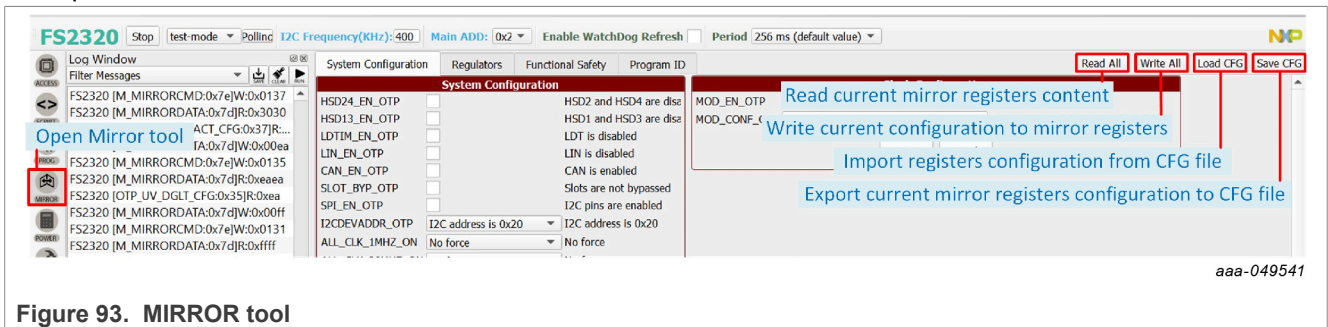 FS2320 Stop test-mode Polling I2C Frequency(KHz): 400 Main ADD: 0x2 Enable WatchDog Refresh Period 256 ms (default value) NXP
Log Window
Filter Messages
SAVE CLEAR RUN
ACCESS
FS2320 [M_MIRRORCMD:0x7e]W:0x0137
FS2320 [M_MIRRORDATA:0x7d]R:0x3030
ACT_CFG:0x37]R:...
Open Mirror tool
TA:0x7d]W:0x00ea
PROG
FS2320 [M_MIRRORCMD:0x7e]W:0x0135
FS2320 [M_MIRRORDATA:0x7d]R:0xeaea
MIRROR
FS2320 [OTP_UV_DGLT_CFG:0x35]R:0xea
FS2320 [M_MIRRORDATA:0x7d]W:0x00ff
FS2320 [M_MIRRORCMD:0x7e]W:0x0131
POWER
FS2320 [M_MIRRORDATA:0x7d]R:0xffff
System Configuration Regulators Functional Safety Program ID Read All Write All Load CFG Save CFG
System Configuration
HSD24_EN_OTP HSD2 and HSD4 are disa
HSD13_EN_OTP HSD1 and HSD3 are disa
LDTIM_EN_OTP LDT is disabled
LIN_EN_OTP LIN is disabled
CAN_EN_OTP CAN is enabled
SLOT_BYP_OTP Slots are not bypassed
SPI_EN_OTP I2C pins are enabled
I2CDEVADDR_OTP I2C address is 0x20 I2C address is 0x20
ALL_CLK_1MHZ_ON No force No force
MOD_EN_OTP
MOD_CONF_
Read current mirror registers content
Write current configuration to mirror registers
Import registers configuration from CFG file
Export current mirror registers configuration to CFG file
aaa-049541
Figure 93. MIRROR tool